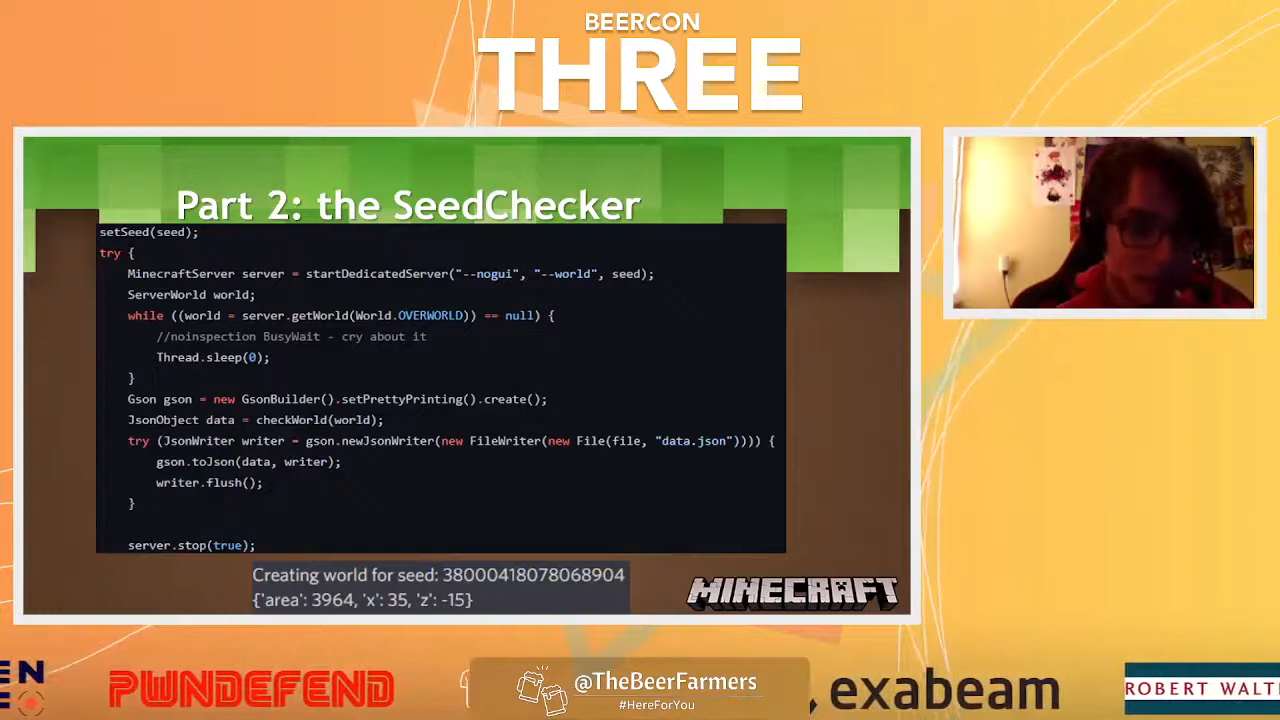 BEERCON
THREE
Part 2: the SeedChecker
setSeed(seed);
try {
MinecraftServer server = startDedicatedServer("--nogui", "--world", seed);
ServerWorld world;
while ((world = server.getWorld(World.OVERWORLD)) == null) {
//noinspection BusyWait - cry about it
Thread.sleep(0);
}
Gson gson = new GsonBuilder().setPrettyPrinting().create();
JsonObject data = checkWorld(world);
try (JsonWriter writer = gson.newJsonWriter(new FileWriter(new File(file, "data.json")))) {
gson.toJson(data, writer);
writer.flush();
}
server.stop(true);
Creating world for seed: 38000418078068904
{'area': 3964, 'x': 35, 'z': -15}
MINECRAFT
EN
E
PWNDEFEND
@TheBeerFarmers
#HereForYou
exabeam
ROBERT WALT